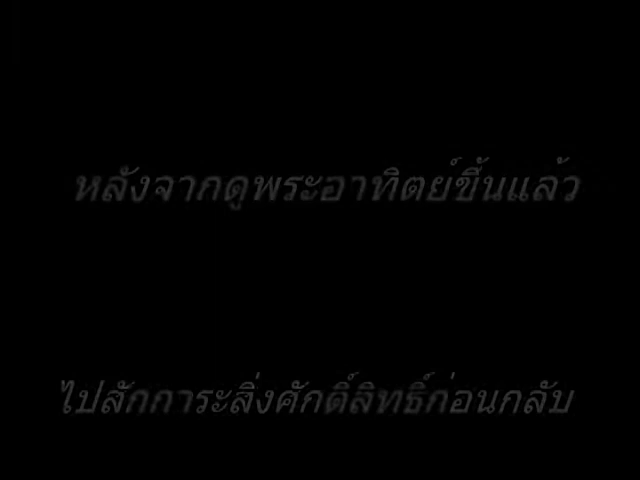 หลังจากดูพระอาทิตย์ขึ้นแล้ว
ไปสักการะสิ่งศักดิ์สิทธิ์ก่อนกลับ